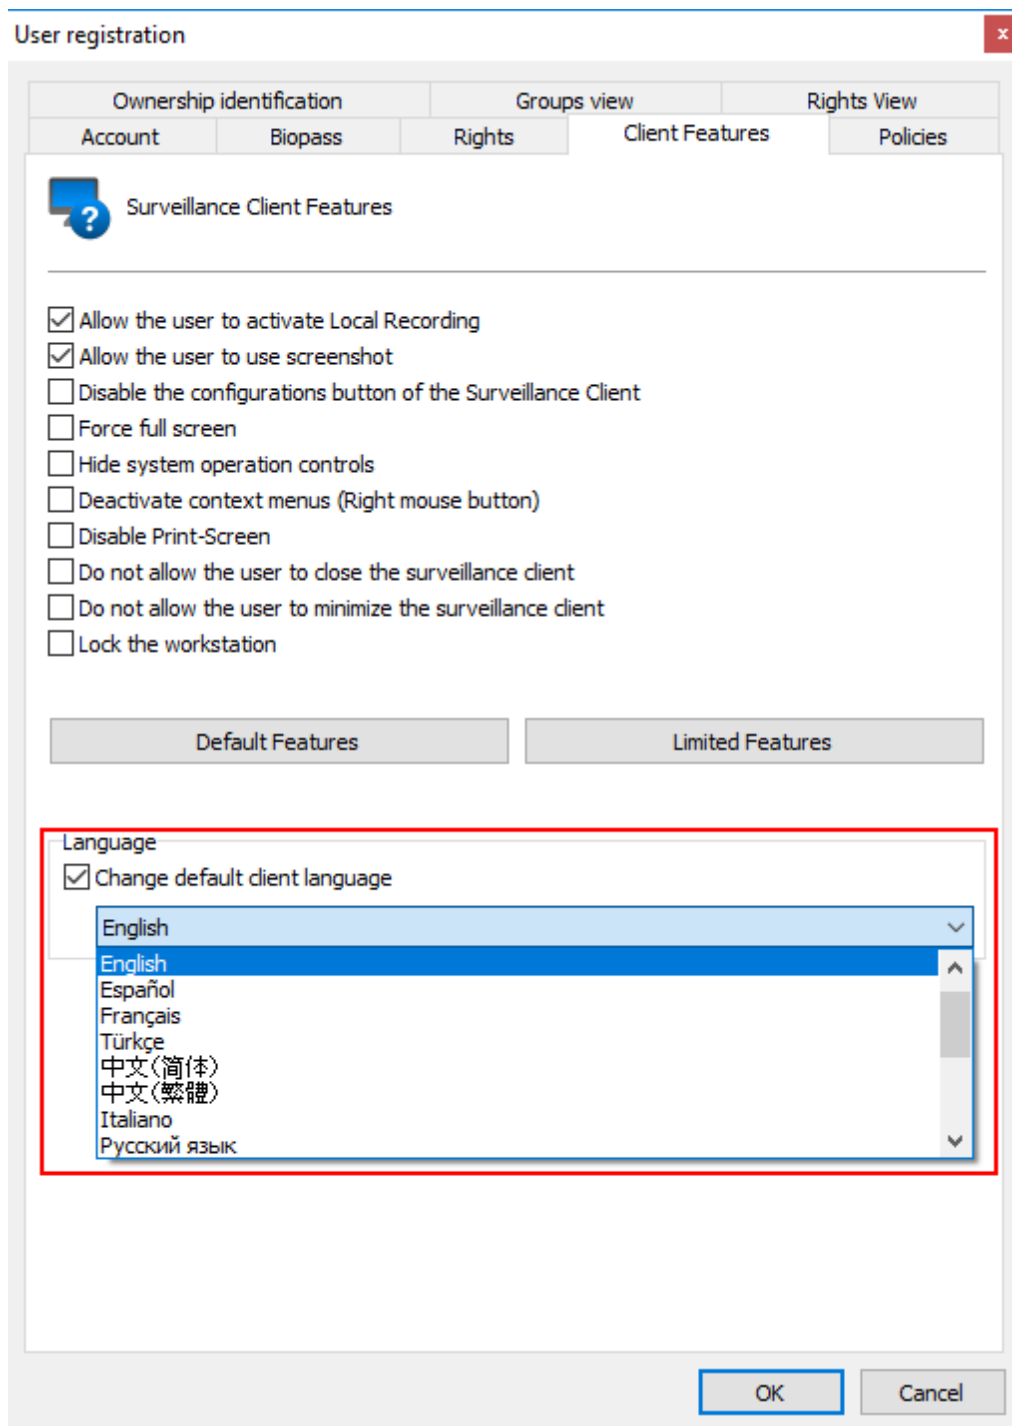 User registration
x
Ownership identification Groups view Rights View
Account Biopass Rights Client Features Policies
?
Surveillance Client Features
Allow the user to activate Local Recording
Allow the user to use screenshot
Disable the configurations button of the Surveillance Client
Force full screen
Hide system operation controls
Deactivate context menus (Right mouse button)
Disable Print-Screen
Do not allow the user to close the surveillance client
Do not allow the user to minimize the surveillance client
Lock the workstation
Default Features Limited Features
Language
Change default client language
English
English
Español
Français
Türkçe
中文(简体)
中文(繁體)
Italiano
Русский язык
OK Cancel